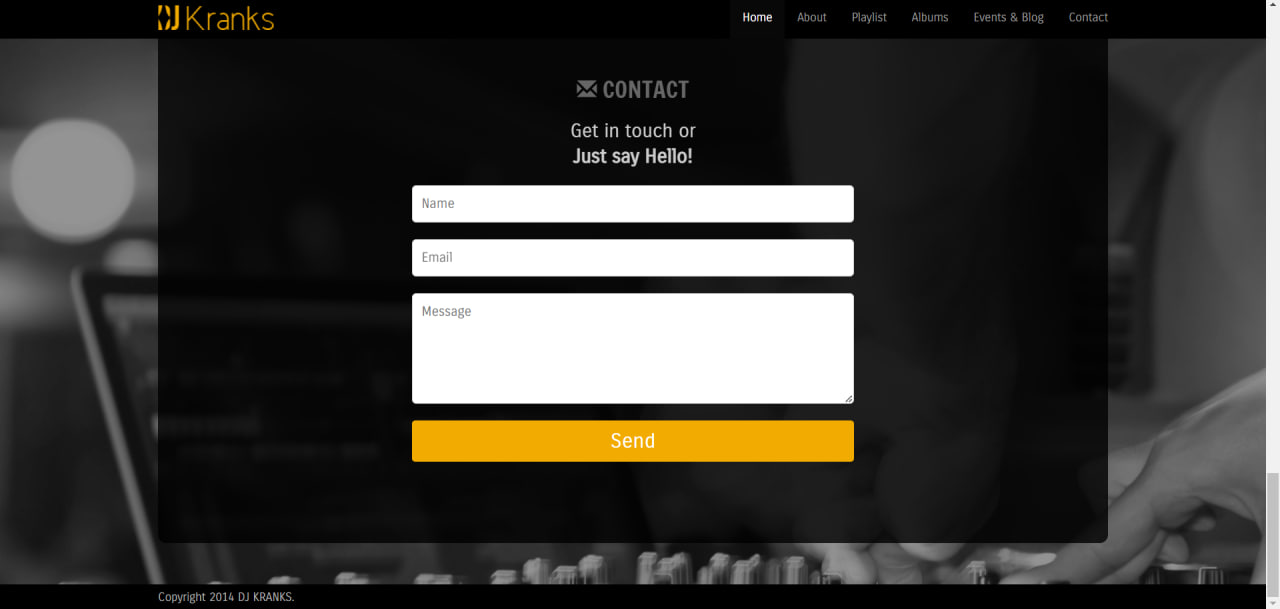 DJ Kranks
Home About Playlist Albums Events & Blog Contact
CONTACT
Get in touch or
Just say Hello!
Name
Email
Message
Send
Copyright 2014 DJ KRANKS.